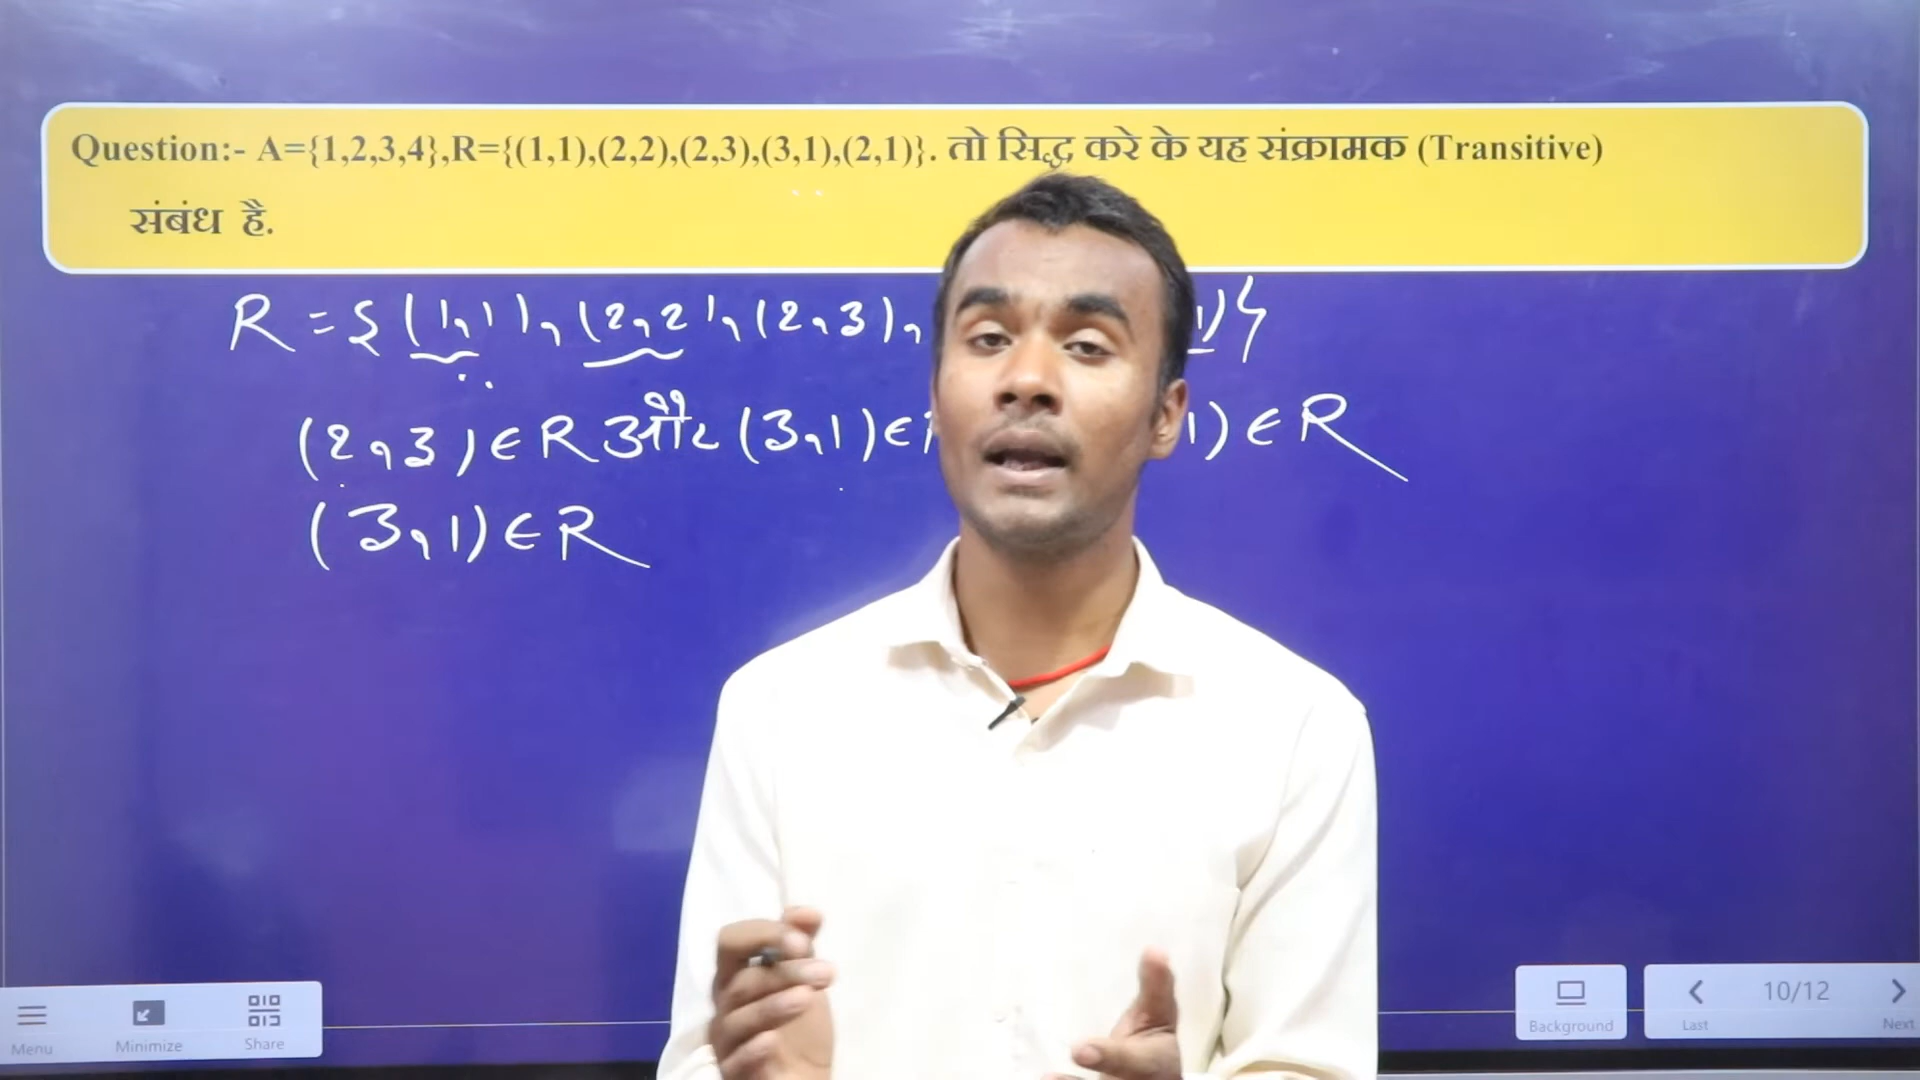 Question:- A={1,2,3,4},R={(1,1),(2,2),(2,3),(3,1),(2,1)}. तो सिद्ध करे के यह संक्रामक (Transitive)
संबंध है.
R = {(1,1), (2,2), (2,3), 1)}
(2,3) ∈ R और (3,1) ∈ 1) ∈ R
(3,1) ∈ R
Menu
Minimize
Share
Background
Last
10/12
Next